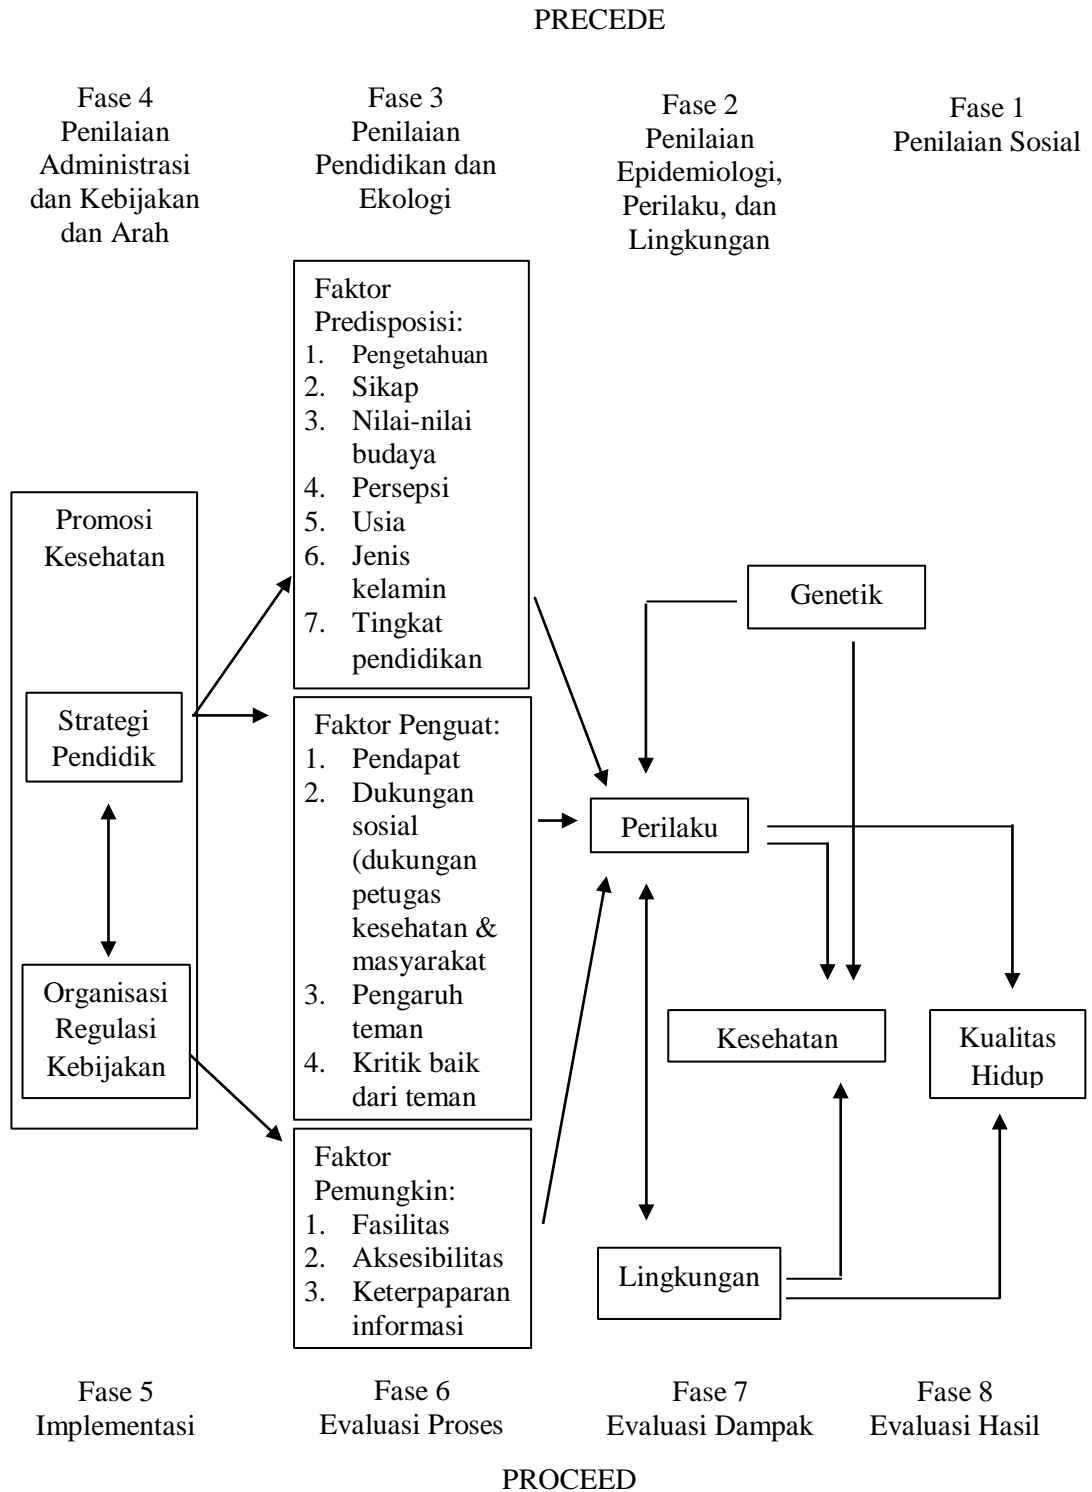 PRECEDE
Fase 4
Penilaian
Administrasi
dan Kebijakan
dan Arah
Fase 3
Penilaian
Pendidikan dan
Ekologi
Fase 2
Penilaian
Epidemiologi,
Perilaku, dan
Lingkungan
Fase 1
Penilaian Sosial
Promosi
Kesehatan
Strategi
Pendidik
Organisasi
Regulasi
Kebijakan
Faktor
Predisposisi:
1. Pengetahuan
2. Sikap
3. Nilai-nilai
budaya
4. Persepsi
5. Usia
6. Jenis
kelamin
7. Tingkat
pendidikan
Faktor Penguat:
1. Pendapat
2. Dukungan
sosial
(dukungan
petugas
kesehatan &
masyarakat
3. Pengaruh
teman
4. Kritik baik
dari teman
Faktor
Pemungkin:
1. Fasilitas
2. Aksesibilitas
3. Keterpaparan
informasi
Genetik
Perilaku
Kesehatan
Kualitas
Hidup
Lingkungan
Fase 5
Implementasi
Fase 6
Evaluasi Proses
Fase 7
Evaluasi Dampak
Fase 8
Evaluasi Hasil
PROCEED